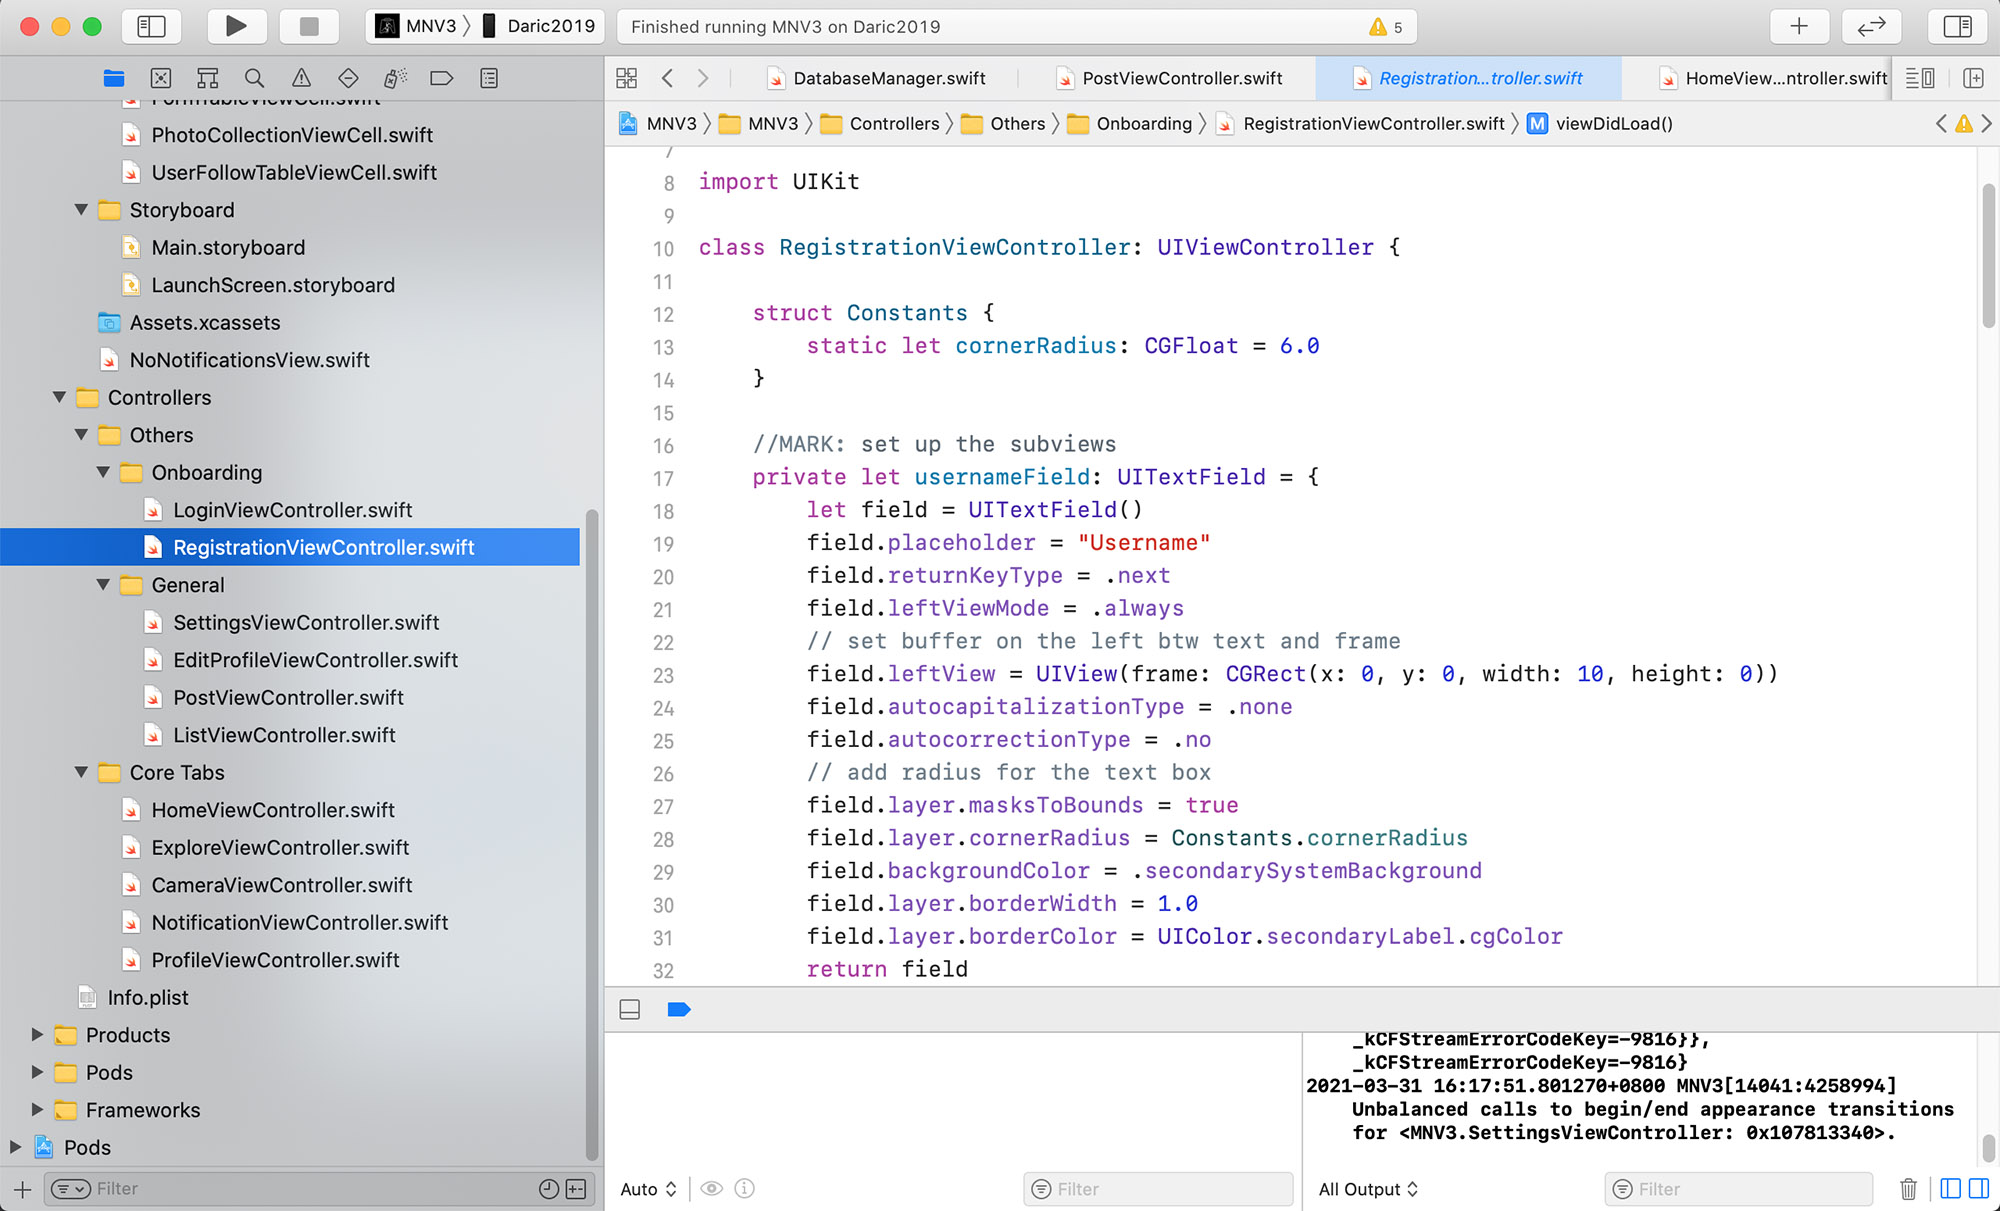 MNV3 〉 Daric2019
Finished running MNV3 on Daric2019
5
DatabaseManager.swift
PostViewController.swift
Registration...troller.swift
HomeView...ntroller.swift
MNV3 〉 MNV3 〉 Controllers 〉 Others 〉 Onboarding 〉 RegistrationViewController.swift 〉 M viewDidLoad()
FormTableViewCell.swift
PhotoCollectionViewCell.swift
UserFollowTableViewCell.swift
Storyboard
Main.storyboard
LaunchScreen.storyboard
Assets.xcassets
NoNotificationsView.swift
Controllers
Others
Onboarding
LoginViewController.swift
RegistrationViewController.swift
General
SettingsViewController.swift
EditProfileViewController.swift
PostViewController.swift
ListViewController.swift
Core Tabs
HomeViewController.swift
ExploreViewController.swift
CameraViewController.swift
NotificationViewController.swift
ProfileViewController.swift
Info.plist
Products
Pods
Frameworks
Pods
Filter
7
8 import UIKit
9
10 class RegistrationViewController: UIViewController {
11
12 struct Constants {
13 static let cornerRadius: CGFloat = 6.0
14 }
15
16 //MARK: set up the subviews
17 private let usernameField: UITextField = {
18 let field = UITextField()
19 field.placeholder = "Username"
20 field.returnKeyType = .next
21 field.leftViewMode = .always
22 // set buffer on the left btw text and frame
23 field.leftView = UIView(frame: CGRect(x: 0, y: 0, width: 10, height: 0))
24 field.autocapitalizationType = .none
25 field.autocorrectionType = .no
26 // add radius for the text box
27 field.layer.masksToBounds = true
28 field.layer.cornerRadius = Constants.cornerRadius
29 field.backgroundColor = .secondarySystemBackground
30 field.layer.borderWidth = 1.0
31 field.layer.borderColor = UIColor.secondaryLabel.cgColor
32 return field
_kCFStreamErrorCodeKey=-9816}},
_kCFStreamErrorCodeKey=-9816}
2021-03-31 16:17:51.801270+0800 MNV3[14041:4258994]
Unbalanced calls to begin/end appearance transitions
for <MNV3.SettingsViewController: 0x107813340>.
Auto
Filter
All Output
Filter